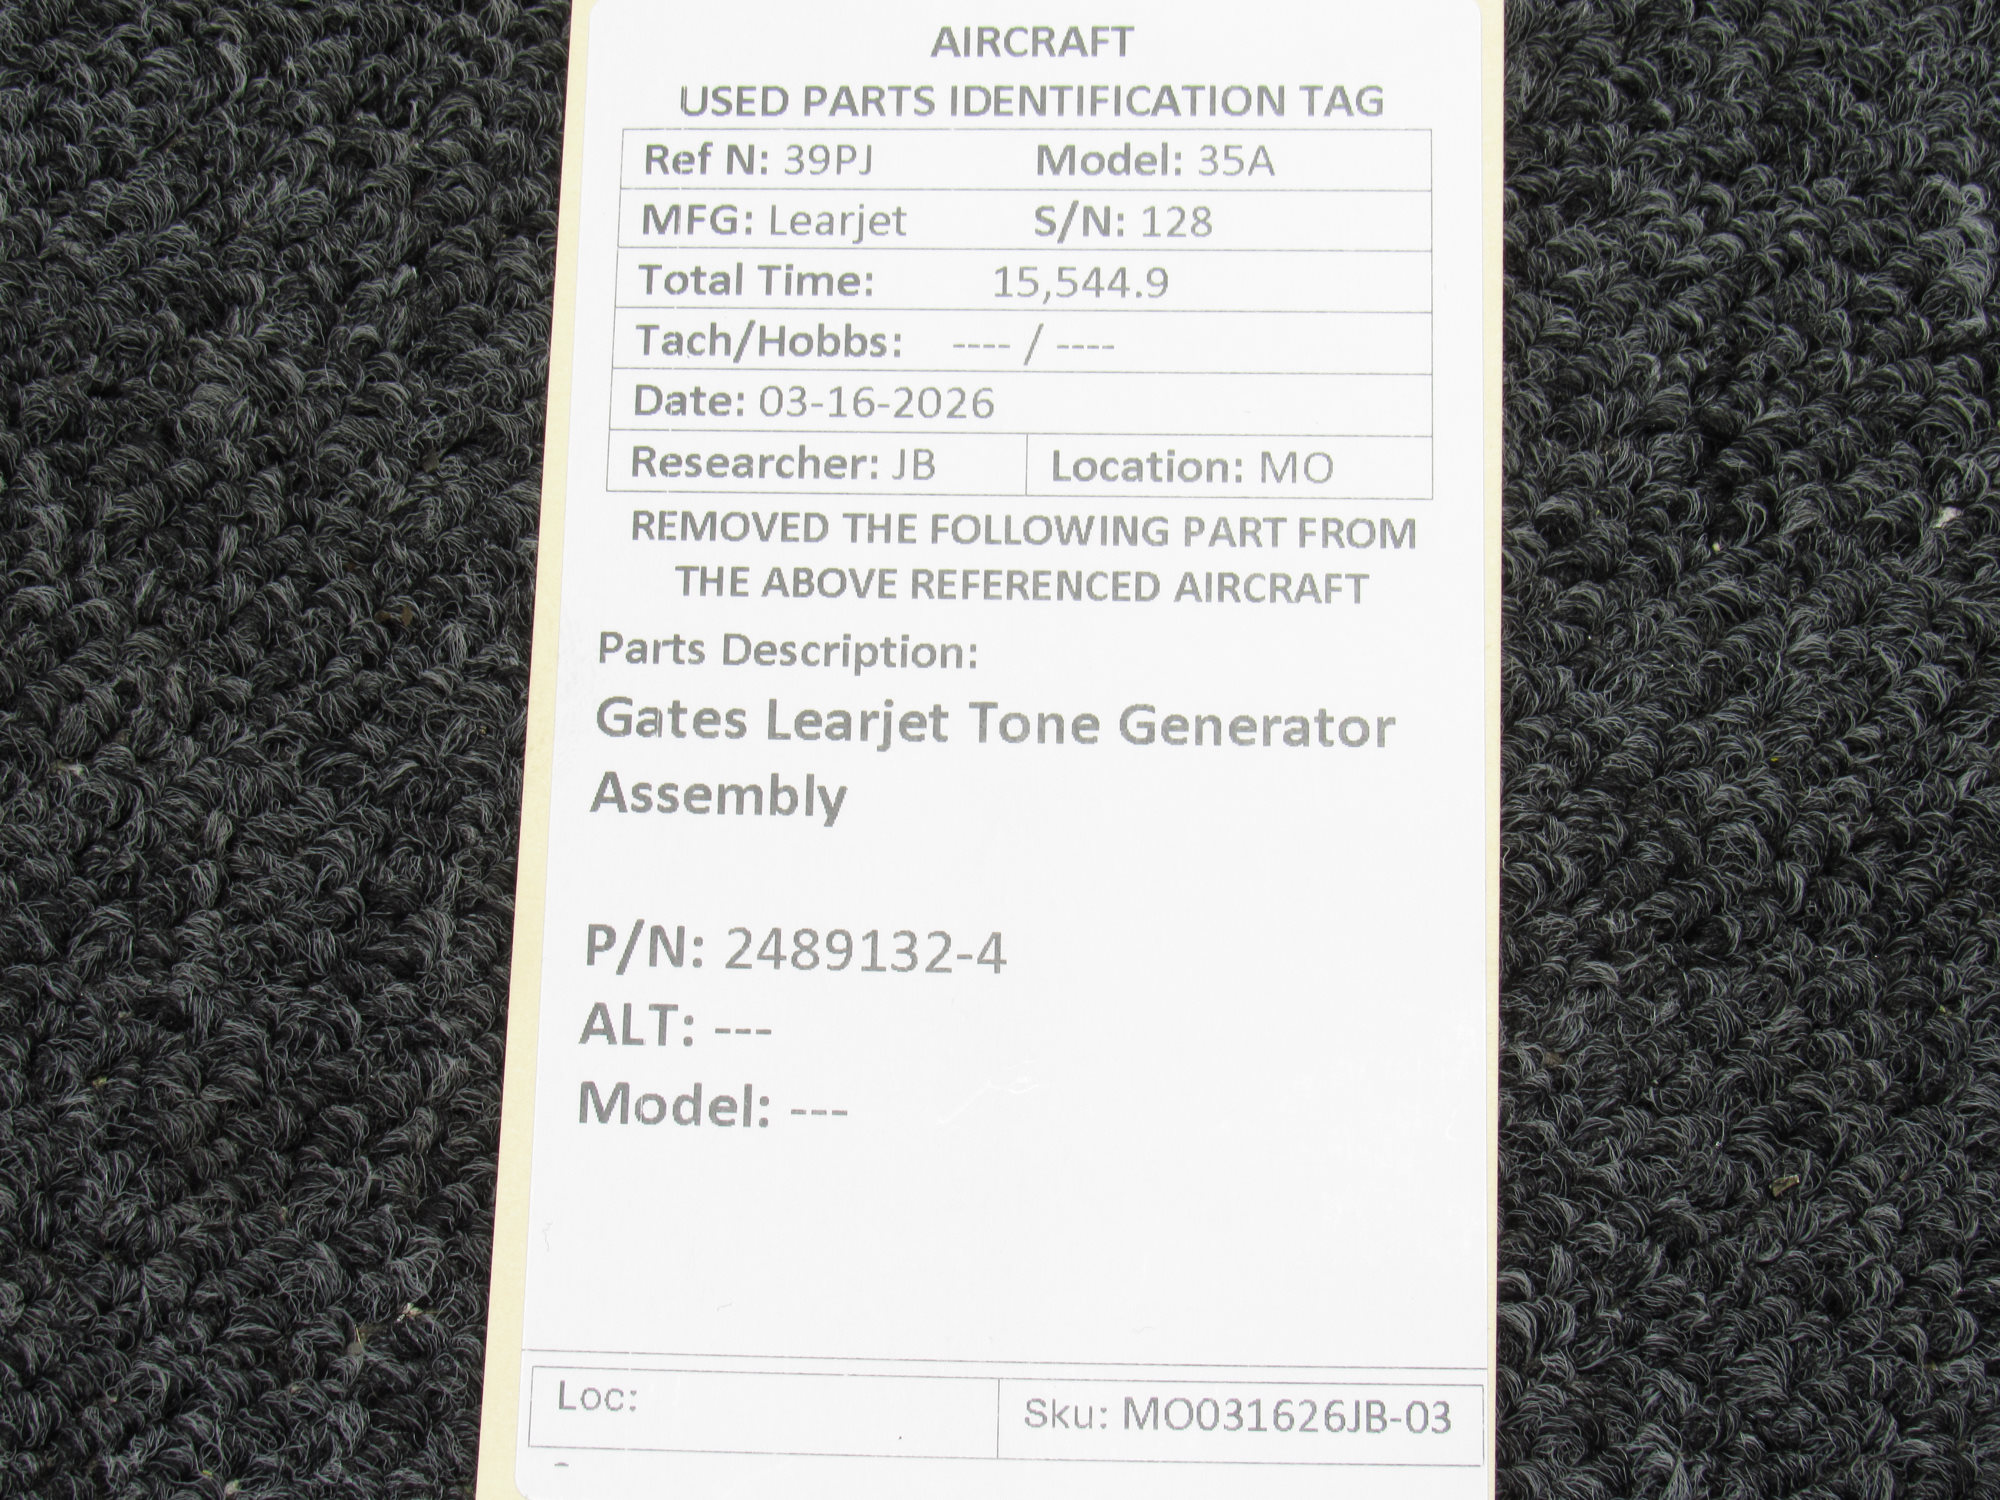 AIRCRAFT
USED PARTS IDENTIFICATION TAG
Ref N: 39PJ Model: 35A
MFG: Learjet S/N: 128
Total Time: 15,544.9
Tach/Hobbs: ---- / ----
Date: 03-16-2026
Researcher: JB Location: MO
REMOVED THE FOLLOWING PART FROM
THE ABOVE REFERENCED AIRCRAFT
Parts Description:
Gates Learjet Tone Generator
Assembly
P/N: 2489132-4
ALT: ---
Model: ---
Loc: Sku: MO031626JB-03